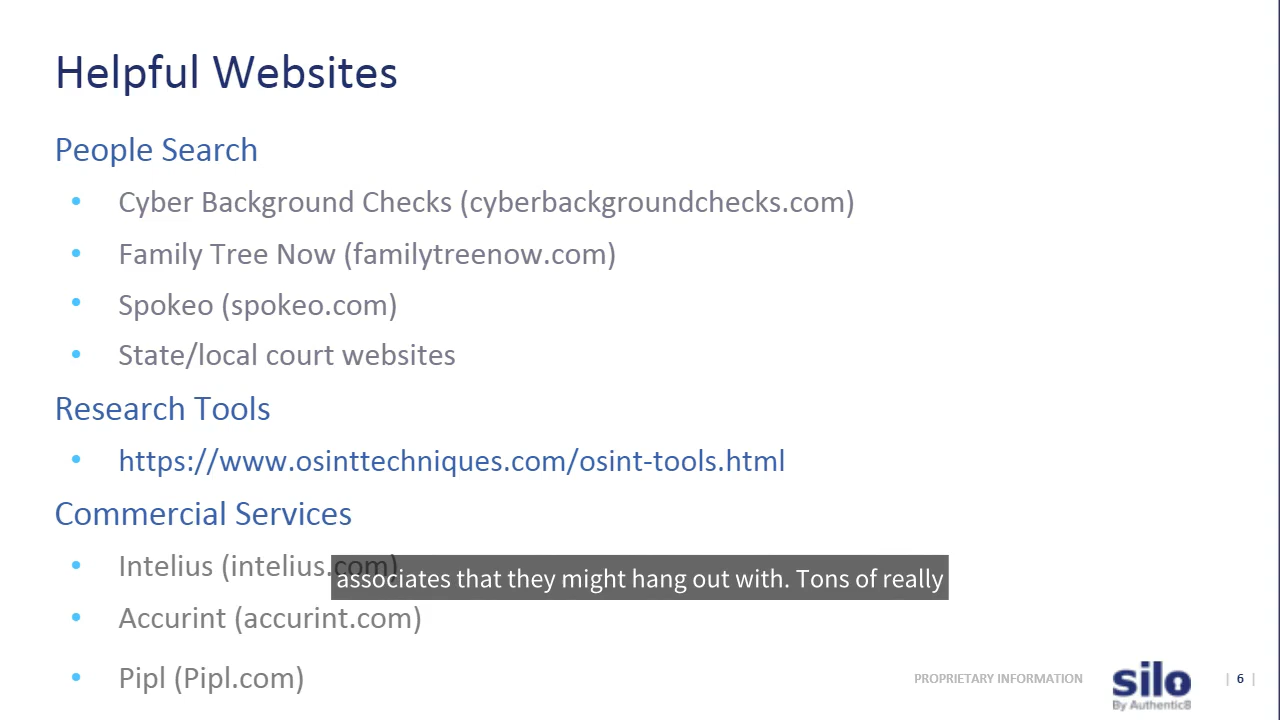 Helpful Websites
People Search
• Cyber Background Checks (cyberbackgroundchecks.com)
• Family Tree Now (familytreenow.com)
• Spokeo (spokeo.com)
• State/local court websites
Research Tools
• https://www.osinttechniques.com/osint-tools.html
Commercial Services
• Intelius (intelius.com)
associates that they might hang out with. Tons of really
• Accurint (accurint.com)
• Pipl (Pipl.com)
PROPRIETARY INFORMATION
silo
By Authentic8
| 6 |